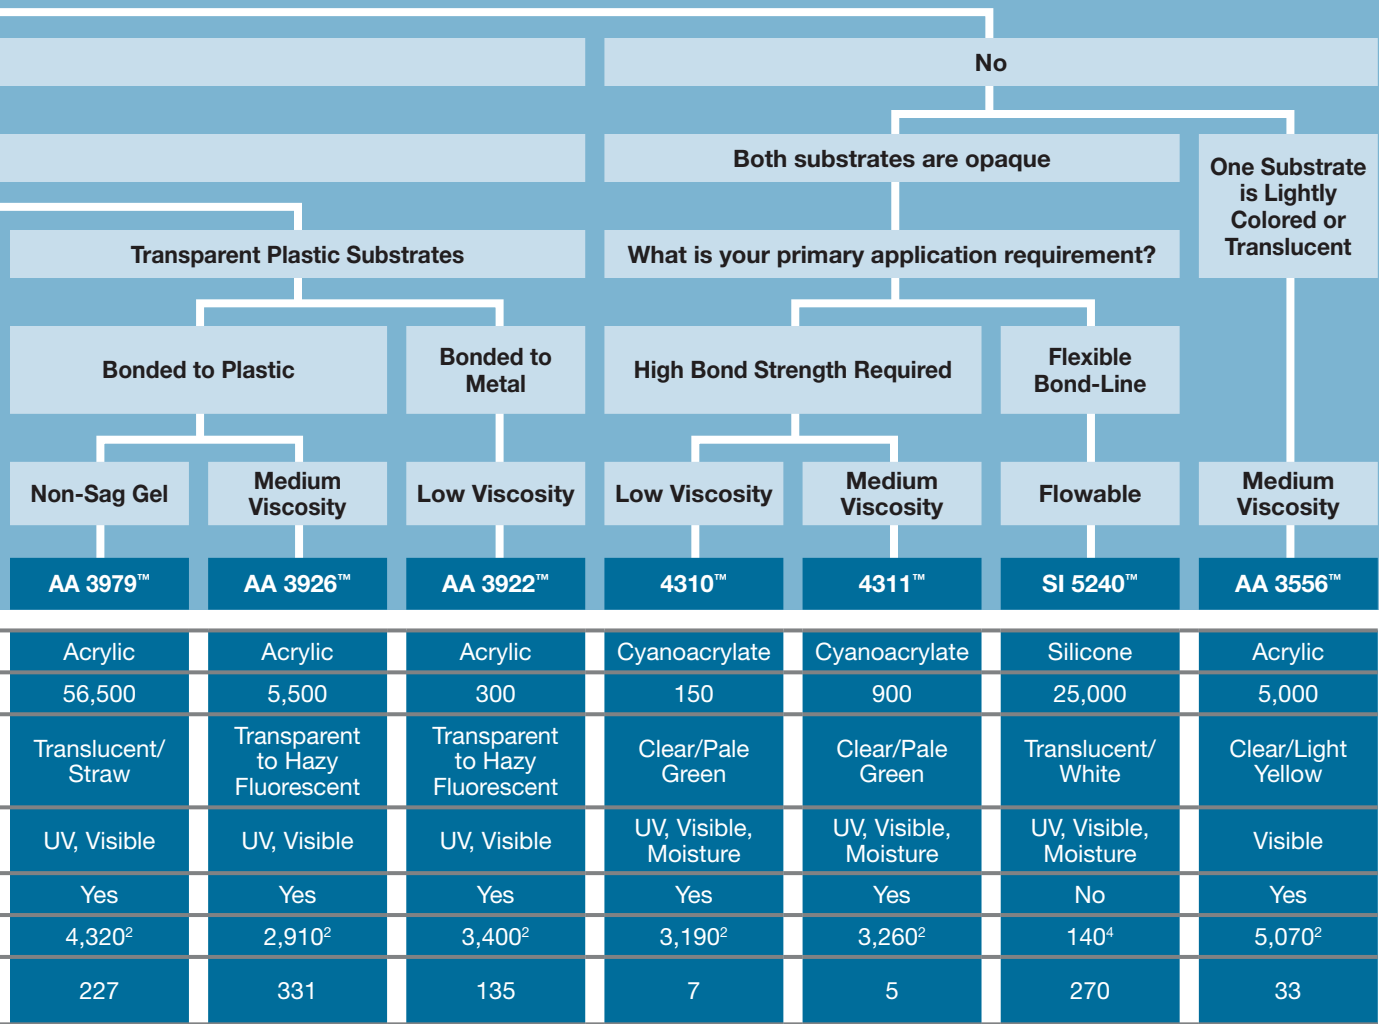 No
Both substrates are opaque
One Substrate
is Lightly
Colored or
Translucent
Transparent Plastic Substrates
What is your primary application requirement?
Bonded to Plastic
Bonded to
Metal
High Bond Strength Required
Flexible
Bond-Line
Non-Sag Gel
Medium
Viscosity
Low Viscosity
Low Viscosity
Medium
Viscosity
Flowable
Medium
Viscosity
AA 3979™ AA 3926™ AA 3922™ 4310™ 4311™ SI 5240™ AA 3556™
Acrylic Acrylic Acrylic Cyanoacrylate Cyanoacrylate Silicone Acrylic
56,500 5,500 300 150 900 25,000 5,000
Translucent/
Straw
Transparent
to Hazy
Fluorescent
Transparent
to Hazy
Fluorescent
Clear/Pale
Green
Clear/Pale
Green
Translucent/
White
Clear/Light
Yellow
UV, Visible
UV, Visible
UV, Visible
UV, Visible,
Moisture
UV, Visible,
Moisture
UV, Visible,
Moisture
Visible
Yes Yes Yes Yes Yes No Yes
4,320² 2,910² 3,400² 3,190² 3,260² 140⁴ 5,070²
227 331 135 7 5 270 33